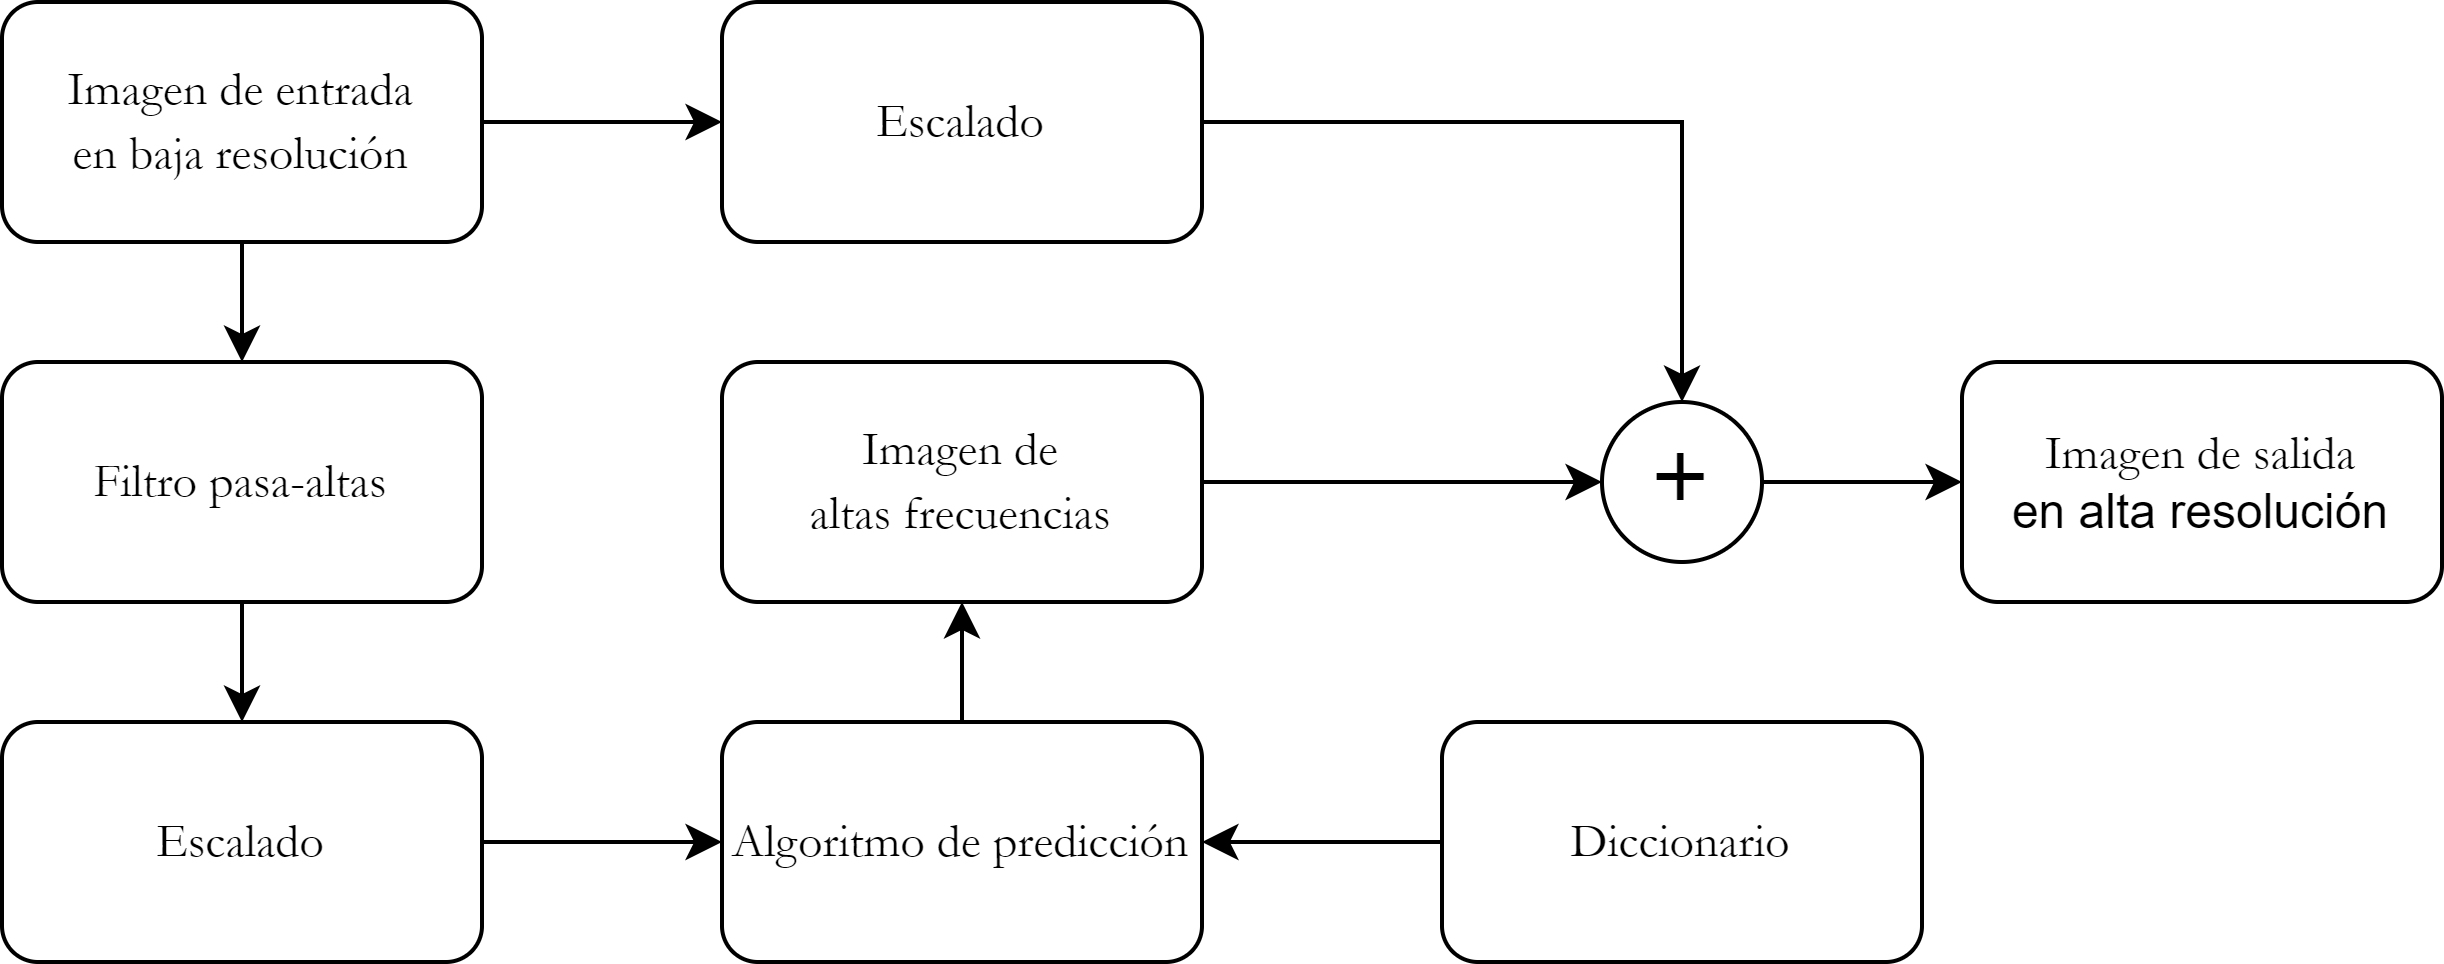 Imagen de entrada
en baja resolución
Escalado
Filtro pasa-altas
Imagen de
altas frecuencias
+
Imagen de salida
en alta resolución
Escalado
Algoritmo de predicción
Diccionario